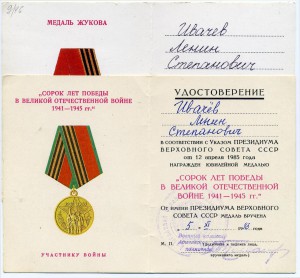 МЕДАЛЬ ЖУКОВА
Ивачев
Ленин
Степанович
„СОРОК ЛЕТ ПОБЕДЫ
В ВЕЛИКОЙ ОТЕЧЕСТВЕННОЙ ВОЙНЕ
1941—1945 гг."
УЧАСТНИКУ ВОЙНЫ
УДОСТОВЕРЕНИЕ
Ивачёв
Ленин
Степанович
В СООТВЕТСТВИИ С УКАЗОМ ПРЕЗИДИУМА
ВЕРХОВНОГО СОВЕТА СССР
от 12 апреля 1985 года
НАГРАЖДЕН ЮБИЛЕЙНОЙ МЕДАЛЬЮ
„СОРОК ЛЕТ ПОБЕДЫ
В ВЕЛИКОЙ ОТЕЧЕСТВЕННОЙ
ВОЙНЕ 1941—1945 гг."
От имени ПРЕЗИДИУМА ВЕРХОВНОГО
СОВЕТА СССР МЕДАЛЬ ВРУЧЕНА
М. П.